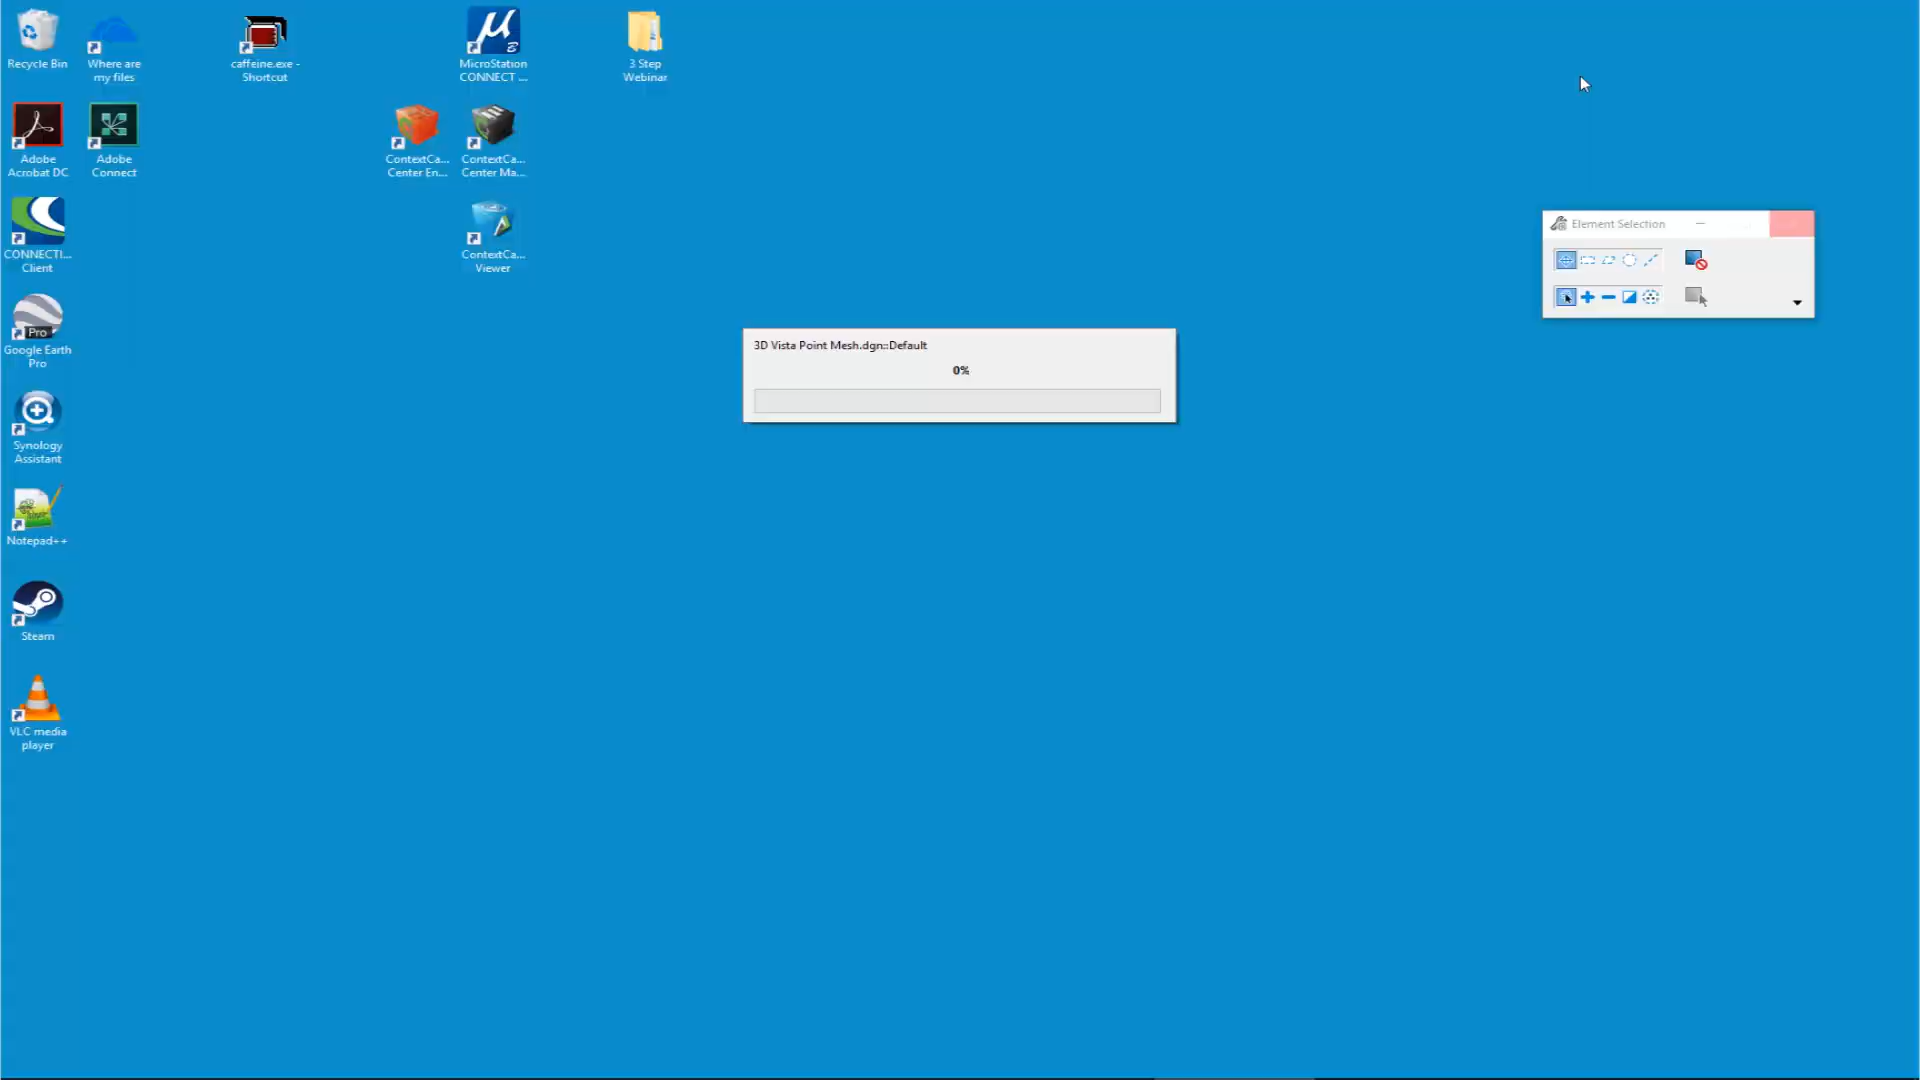 Recycle Bin
Where are
my files
caffeine.exe -
Shortcut
MicroStation
CONNECT ...
3 Step
Webinar
Adobe
Acrobat DC
Adobe
Connect
ContextCa...
Center En...
ContextCa...
Center Ma...
CONNECTI...
Client
ContextCa...
Viewer
Element Selection
Pro
Google Earth
Pro
3D Vista Point Mesh.dgn::Default
0%
Synology
Assistant
Notepad++
Steam
VLC media
player